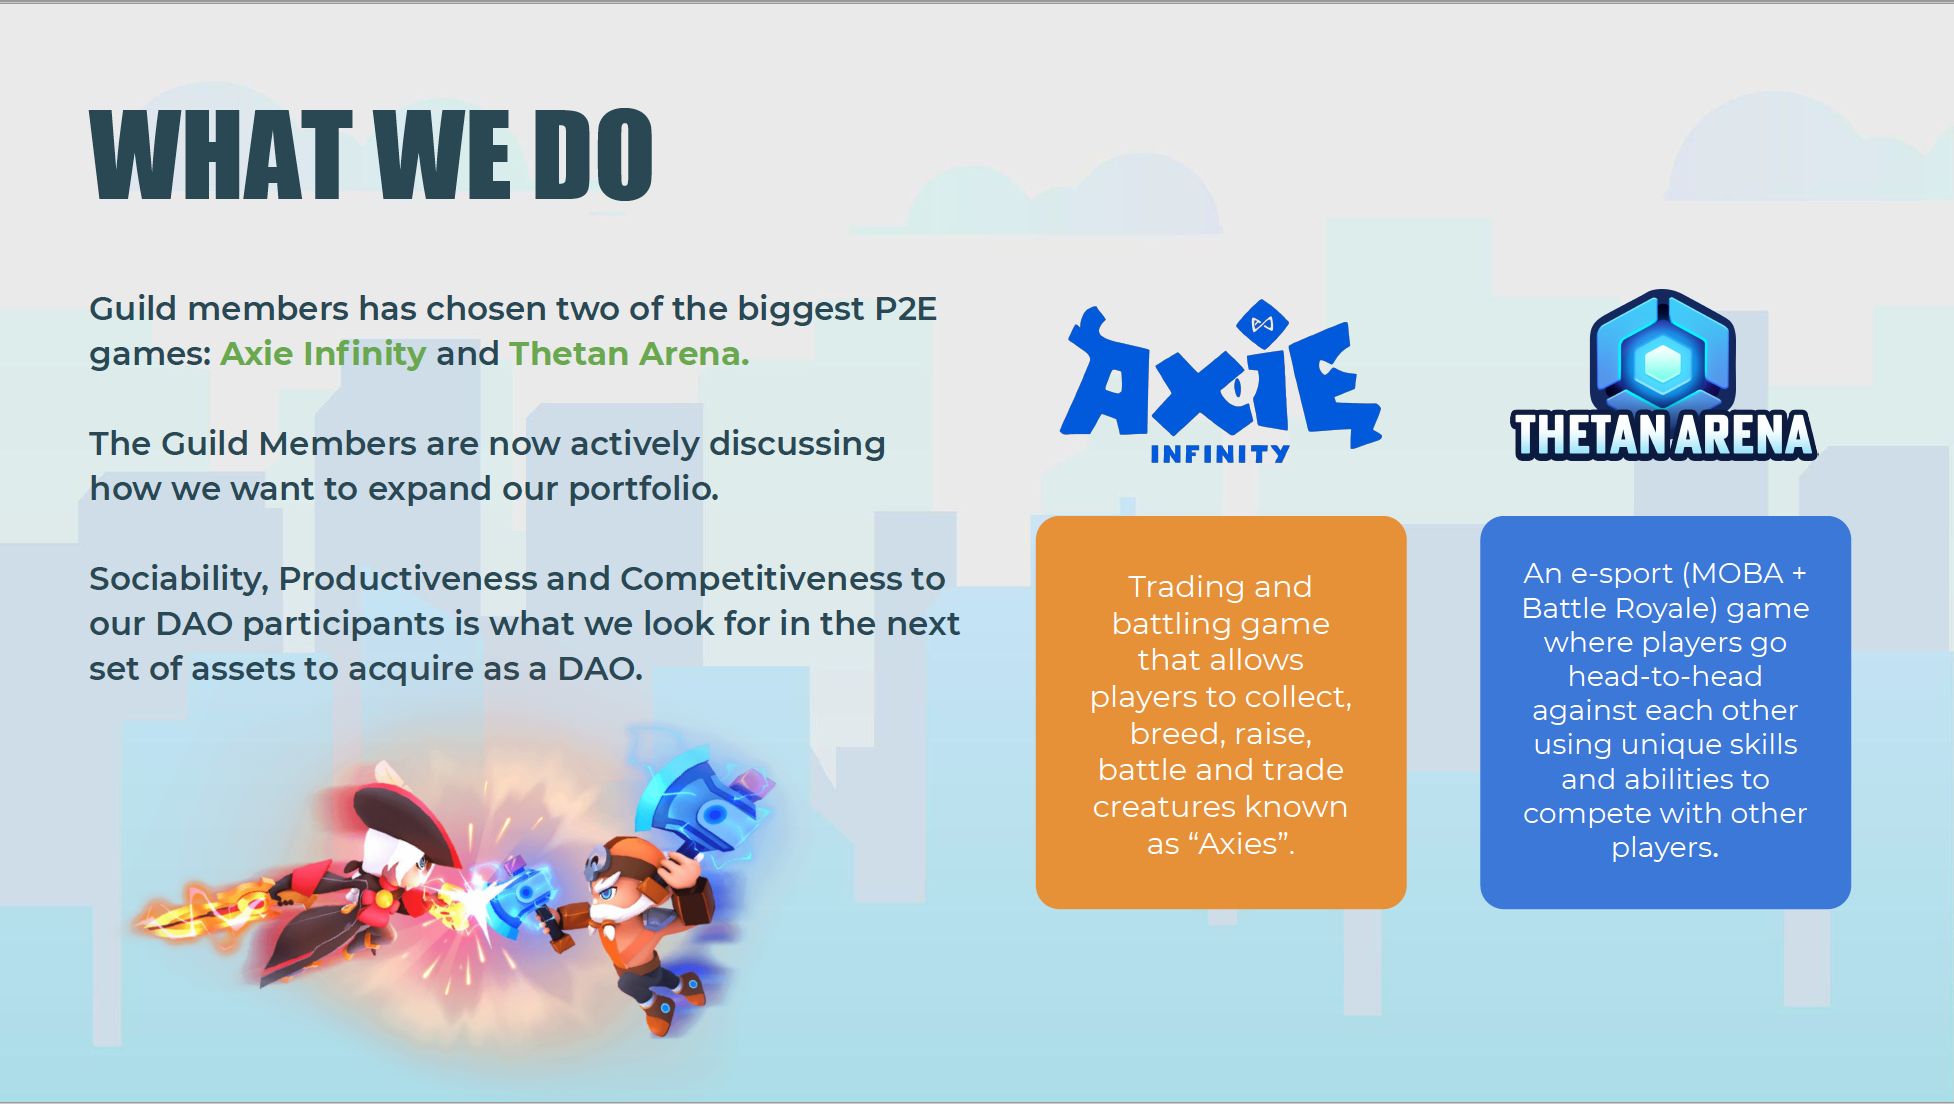 WHAT WE DO
Guild members has chosen two of the biggest P2E
games: Axie Infinity and Thetan Arena.
The Guild Members are now actively discussing
how we want to expand our portfolio.
Sociability, Productiveness and Competitiveness to
our DAO participants is what we look for in the next
set of assets to acquire as a DAO.
AXIE
INFINITY
Trading and
battling game
that allows
players to collect,
breed, raise,
battle and trade
creatures known
as “Axies”.
THETAN ARENA
An e-sport (MOBA +
Battle Royale) game
where players go
head-to-head
against each other
using unique skills
and abilities to
compete with other
players.